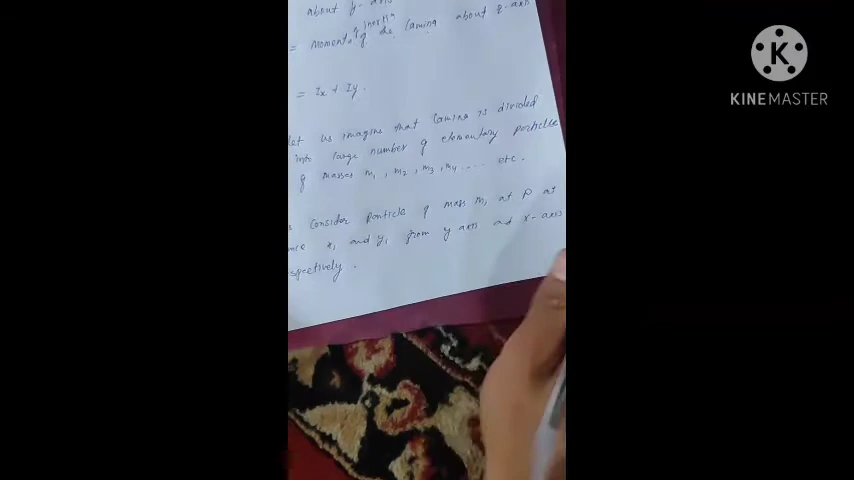 about y-axis
= Moment of inertia of the lamina about z-axis
= Ix + Iy.
let us imagine that lamina is divided
into large number of elementary particle
of masses m1, m2, m3, m4 .... etc.
Consider particle of mass m1 at P at
x1 and y1 from y axis and x-axis
spectively.
KINEMASTER